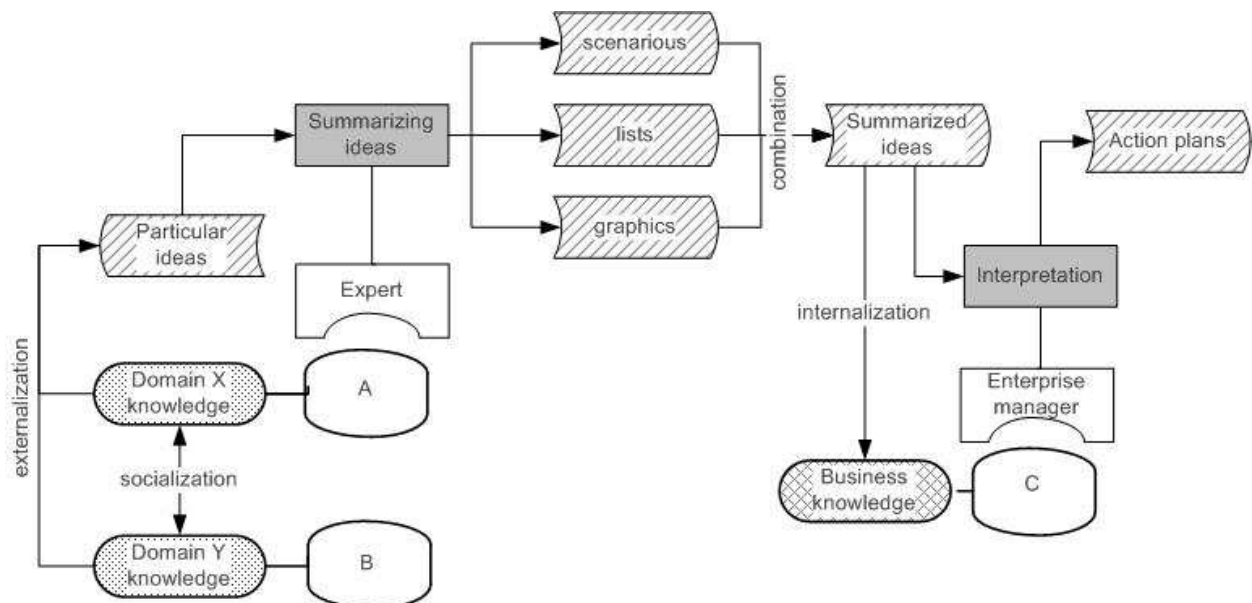 scenarious
Summarizing
ideas
lists
combination
Summarized
ideas
Action plans
Particular
ideas
graphics
Expert
Interpretation
internalization
externalization
Domain X
knowledge
A
Enterprise
manager
socialization
Business
knowledge
C
Domain Y
knowledge
B